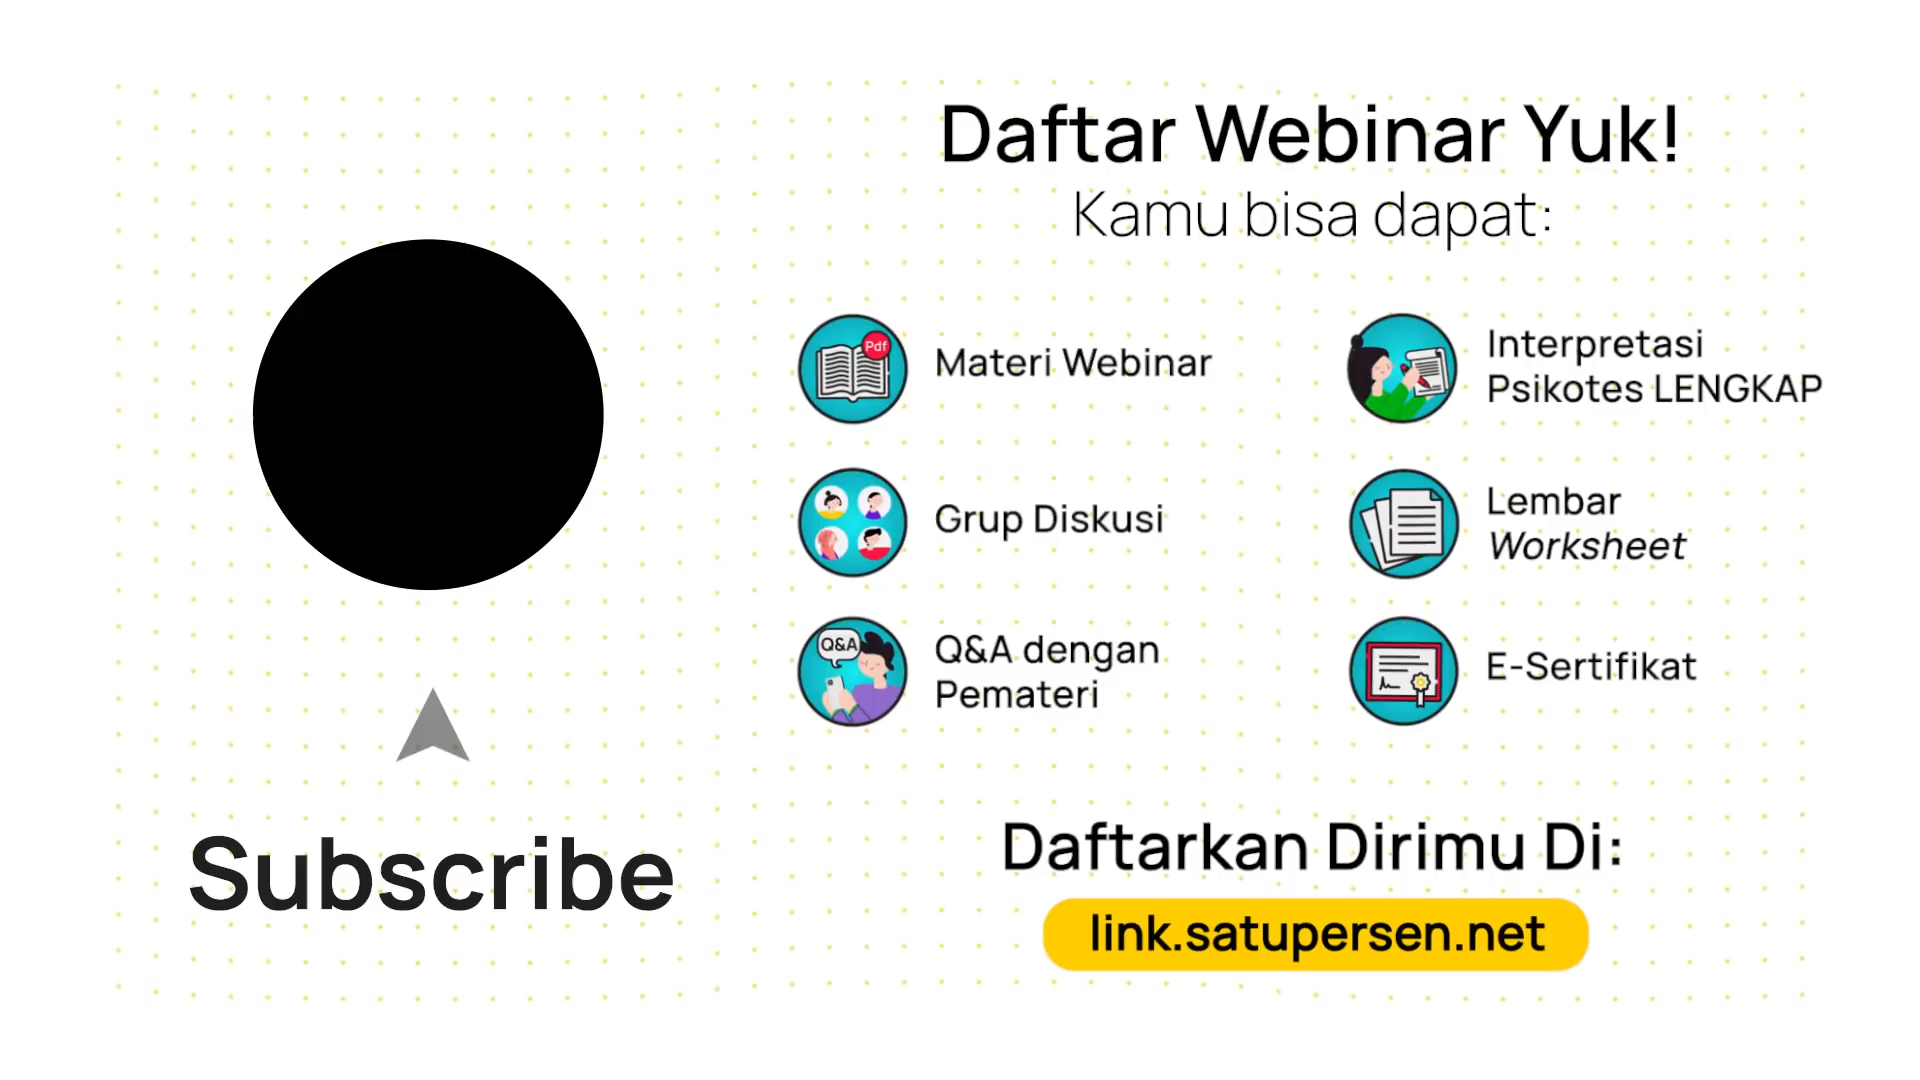 Daftar Webinar Yuk!
Kamu bisa dapat:
Pdf
Materi Webinar
Interpretasi
Psikotes LENGKAP
Grup Diskusi
Lembar
Worksheet
Q&A
Q&A dengan
Pemateri
E-Sertifikat
Subscribe
Daftarkan Dirimu Di:
link.satupersen.net